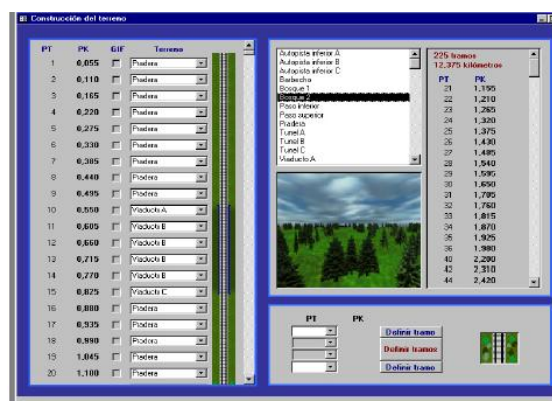 Construcción del terreno
PT PK GIF Terreno
1 0,055 Pradera
2 0,110 Pradera
3 0,165 Pradera
4 0,220 Pradera
5 0,275 Pradera
6 0,330 Pradera
7 0,385 Pradera
8 0,440 Pradera
9 0,495 Pradera
10 0,550 Viaducto A
11 0,605 Viaducto B
12 0,660 Viaducto B
13 0,715 Viaducto B
14 0,770 Viaducto B
15 0,825 Viaducto C
16 0,880 Pradera
17 0,935 Pradera
18 0,990 Pradera
19 1,045 Pradera
20 1,100 Pradera
Autopista inferior A
Autopista inferior B
Autopista inferior C
Barbecho
Bosque 1
Bosque 2
Paso inferior
Paso superior
Pradera
Tunel A
Tunel B
Tunel C
Viaducto A
225 tramos
12,375 kilómetros
PT PK
21 1,155
22 1,210
23 1,265
24 1,320
25 1,375
26 1,430
27 1,485
28 1,540
29 1,595
30 1,650
31 1,705
32 1,760
33 1,815
34 1,870
35 1,925
36 1,980
40 2,200
42 2,310
44 2,420
PT PK
Definir tramo
Definir tramos
Definir tramo